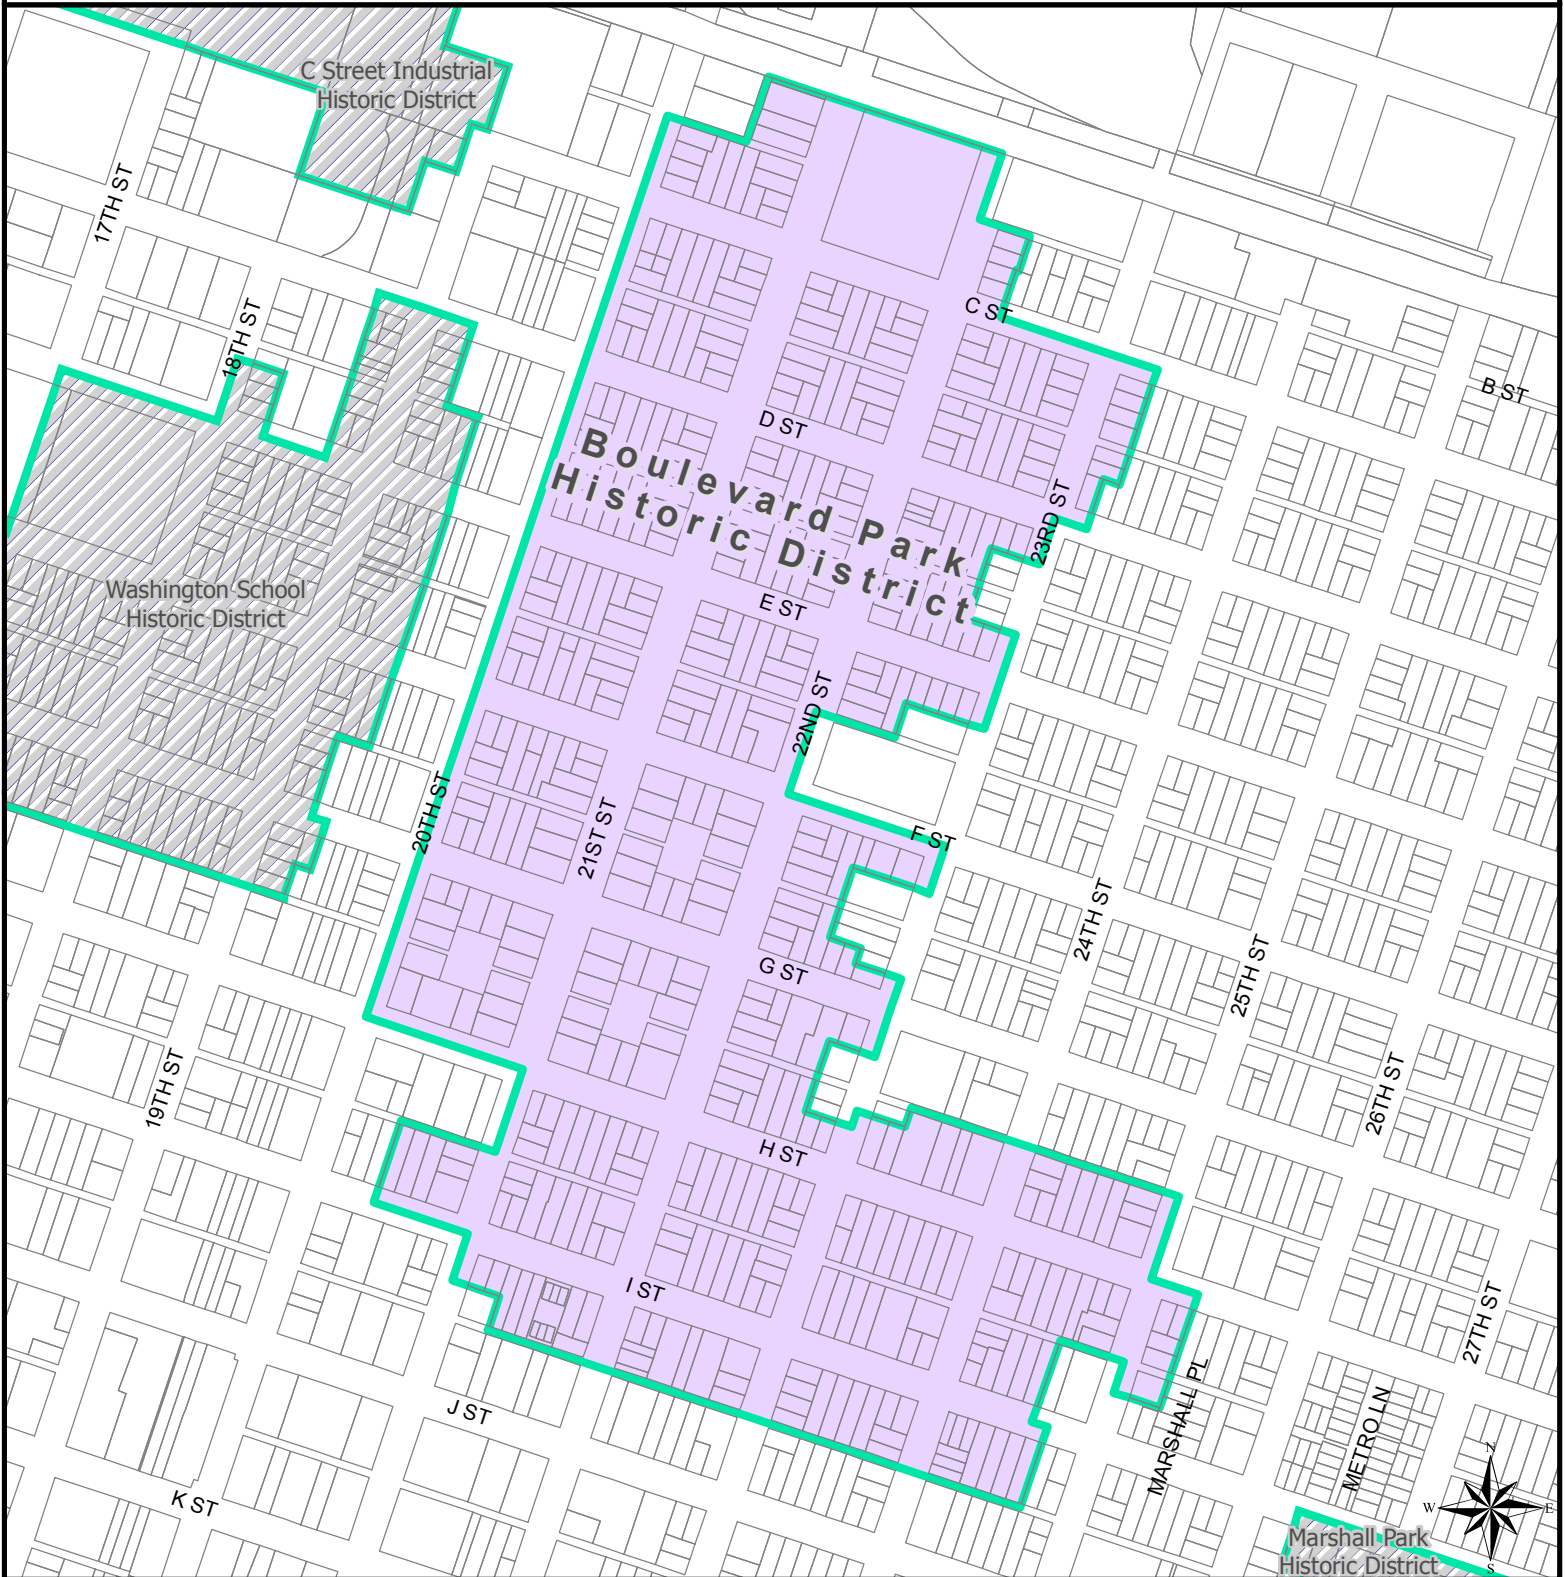 C Street Industrial
Historic District
17TH ST
18TH ST
C ST
B ST
D ST
Boulevard Park
Historic District
23RD ST
Washington School
Historic District
E ST
22ND ST
20TH ST
21ST ST
F ST
24TH ST
25TH ST
G ST
19TH ST
26TH ST
H ST
I ST
27TH ST
J ST
MARSHALL PL
METRO LN
K ST
N
W E
S
Marshall Park
Historic District